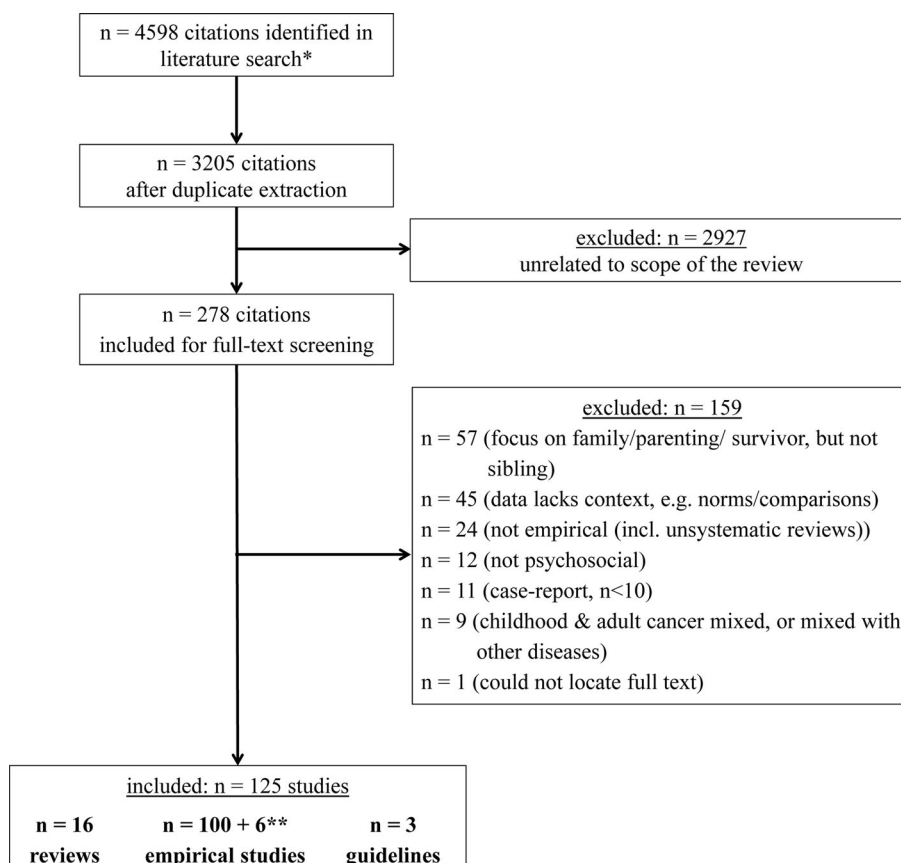 n = 4598 citations identified in
literature search*
n = 3205 citations
after duplicate extraction
excluded: n = 2927
unrelated to scope of the review
n = 278 citations
included for full-text screening
excluded: n = 159
n = 57 (focus on family/parenting/ survivor, but not
sibling)
n = 45 (data lacks context, e.g. norms/comparisons)
n = 24 (not empirical (incl. unsystematic reviews))
n = 12 (not psychosocial)
n = 11 (case-report, n<10)
n = 9 (childhood & adult cancer mixed, or mixed with
other diseases)
n = 1 (could not locate full text)
included: n = 125 studies
n = 16 n = 100 + 6** n = 3
reviews empirical studies guidelines